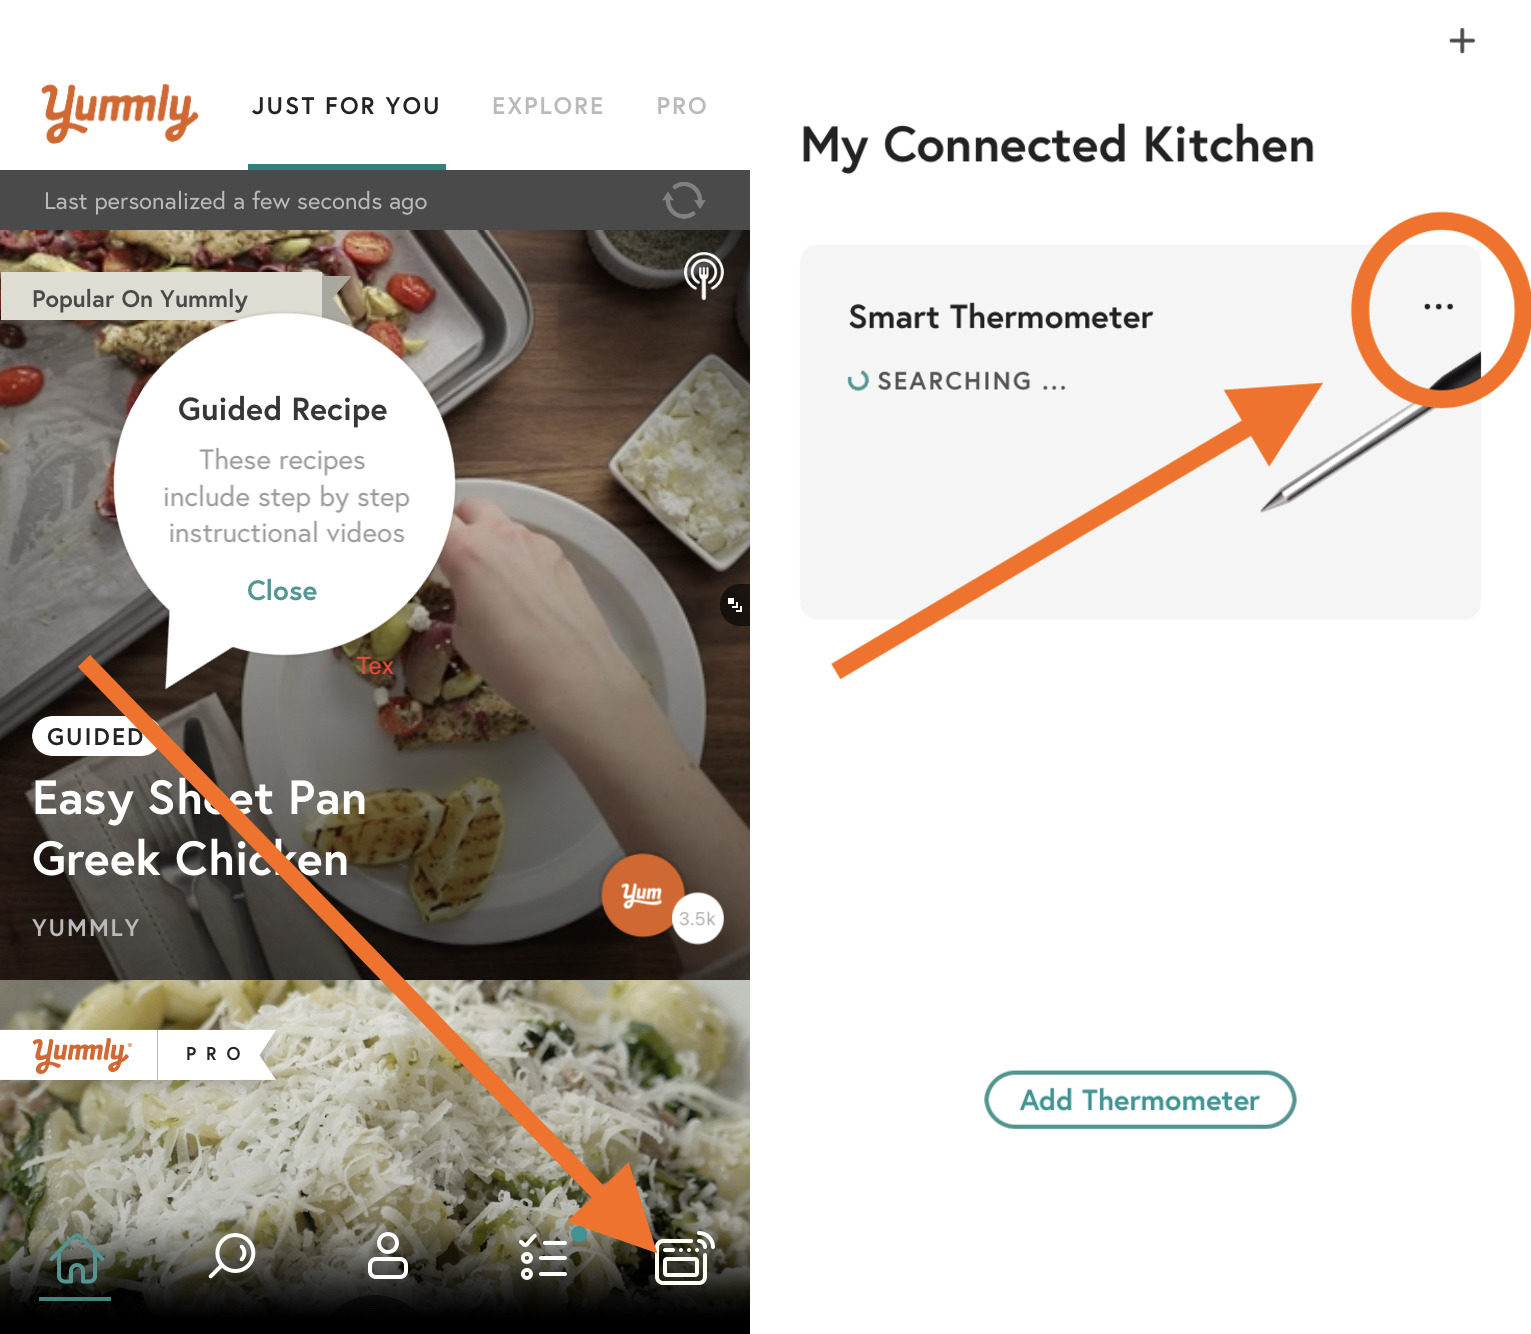 Yummly
JUST FOR YOU
EXPLORE
PRO
Last personalized a few seconds ago
Popular On Yummly
Guided Recipe
These recipes
include step by step
instructional videos
Close
Tex
GUIDED
Easy Sheet Pan
Greek Chicken
YUMMLY
Yum
3.5k
Yummly
PRO
+
My Connected Kitchen
Smart Thermometer
...
SEARCHING ...
Add Thermometer